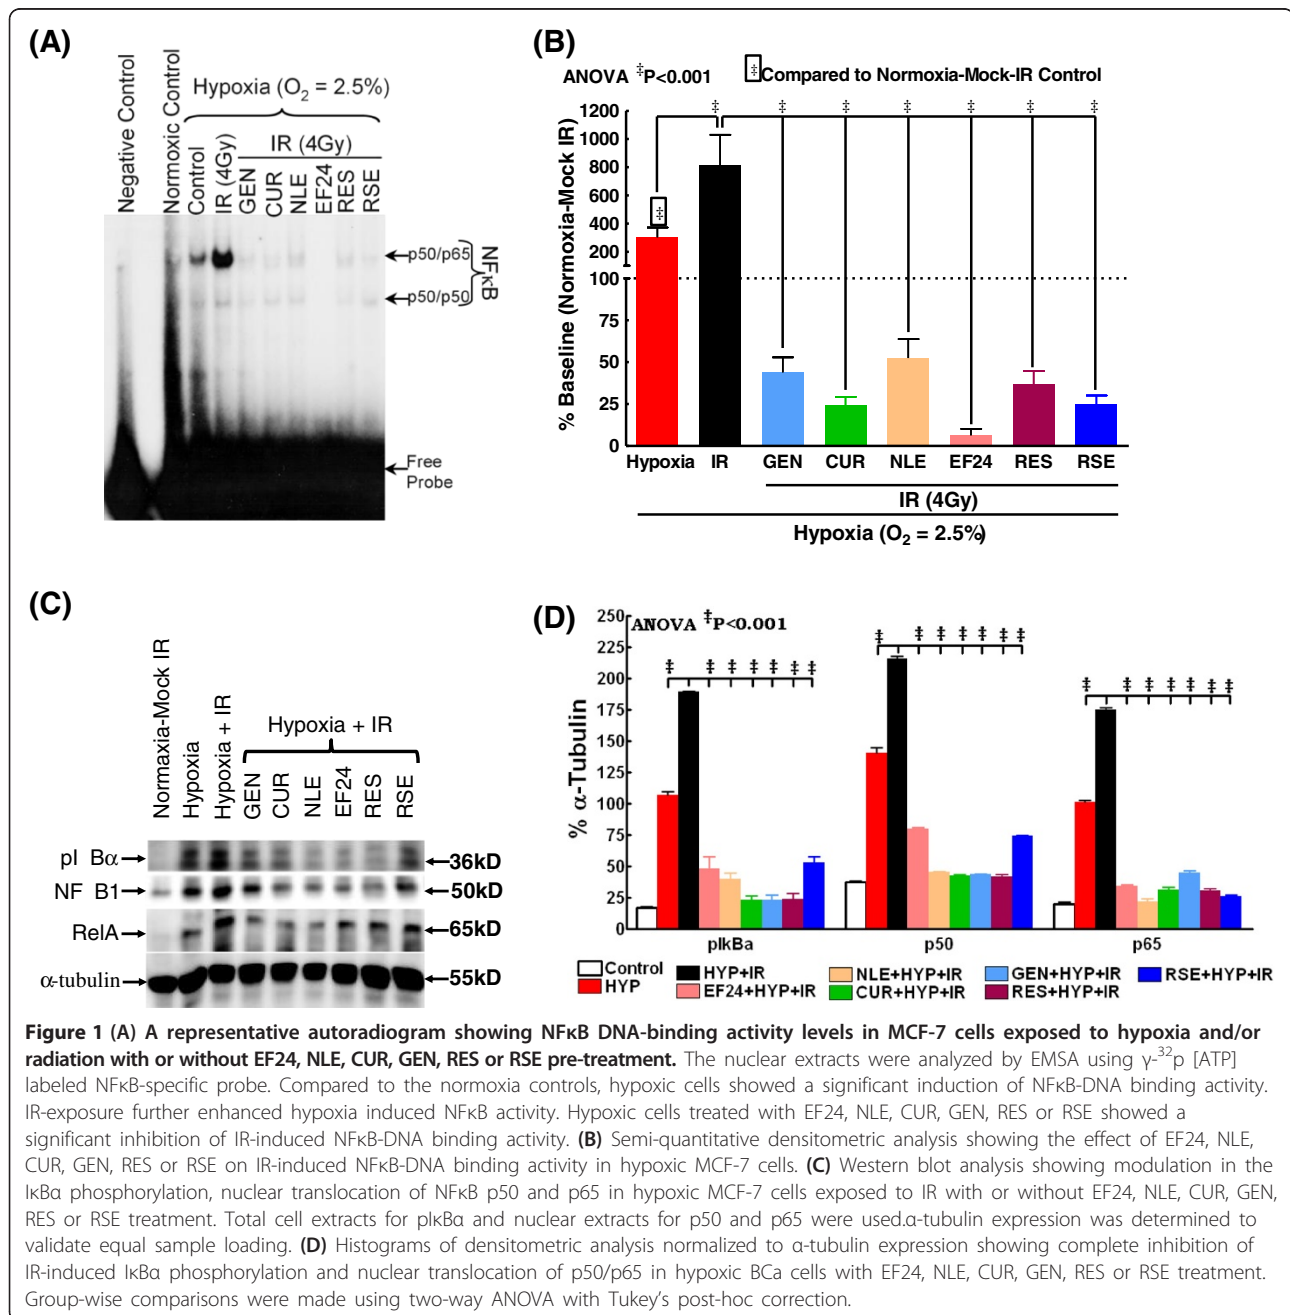 (A)
Negative Control
Normoxic Control
Hypoxia (O2 = 2.5%)
Control
IR (4Gy)
IR (4Gy)
GEN
CUR
NLE
EF24
RES
RSE
p50/p65
p50/p50
NFκB
Free
Probe
(B)
ANOVA ‡P<0.001
‡Compared to Normoxia-Mock-IR Control
‡ ‡ ‡ ‡ ‡ ‡ ‡
‡
% Baseline (Normoxia-Mock IR)
1200
1000
800
600
400
200
100
75
50
25
0
Hypoxia IR GEN CUR NLE EF24 RES RSE
IR (4Gy)
Hypoxia (O2 = 2.5%)
(C)
Normaxia-Mock IR
Hypoxia
Hypoxia + IR
Hypoxia + IR
GEN
CUR
NLE
EF24
RES
RSE
pI Bα
36kD
NF B1
50kD
RelA
65kD
α-tubulin
55kD
(D)
ANOVA ‡P<0.001
‡ ‡ ‡ ‡ ‡ ‡ ‡
‡ ‡ ‡ ‡ ‡ ‡ ‡
‡ ‡ ‡ ‡ ‡ ‡ ‡
% α-Tubulin
250
225
200
175
150
125
100
75
50
25
0
pIkBa p50 p65
Control
HYP
HYP+IR
EF24+HYP+IR
NLE+HYP+IR
CUR+HYP+IR
GEN+HYP+IR
RES+HYP+IR
RSE+HYP+IR
Figure 1 (A) A representative autoradiogram showing NFκB DNA-binding activity levels in MCF-7 cells exposed to hypoxia and/or
radiation with or without EF24, NLE, CUR, GEN, RES or RSE pre-treatment. The nuclear extracts were analyzed by EMSA using γ-32p [ATP]
labeled NFκB-specific probe. Compared to the normoxia controls, hypoxic cells showed a significant induction of NFκB-DNA binding activity.
IR-exposure further enhanced hypoxia induced NFκB activity. Hypoxic cells treated with EF24, NLE, CUR, GEN, RES or RSE showed a
significant inhibition of IR-induced NFκB-DNA binding activity. (B) Semi-quantitative densitometric analysis showing the effect of EF24, NLE,
CUR, GEN, RES or RSE on IR-induced NFκB-DNA binding activity in hypoxic MCF-7 cells. (C) Western blot analysis showing modulation in the
IκBα phosphorylation, nuclear translocation of NFκB p50 and p65 in hypoxic MCF-7 cells exposed to IR with or without EF24, NLE, CUR, GEN,
RES or RSE treatment. Total cell extracts for pIκBα and nuclear extracts for p50 and p65 were used.α-tubulin expression was determined to
validate equal sample loading. (D) Histograms of densitometric analysis normalized to α-tubulin expression showing complete inhibition of
IR-induced IκBα phosphorylation and nuclear translocation of p50/p65 in hypoxic BCa cells with EF24, NLE, CUR, GEN, RES or RSE treatment.
Group-wise comparisons were made using two-way ANOVA with Tukey's post-hoc correction.